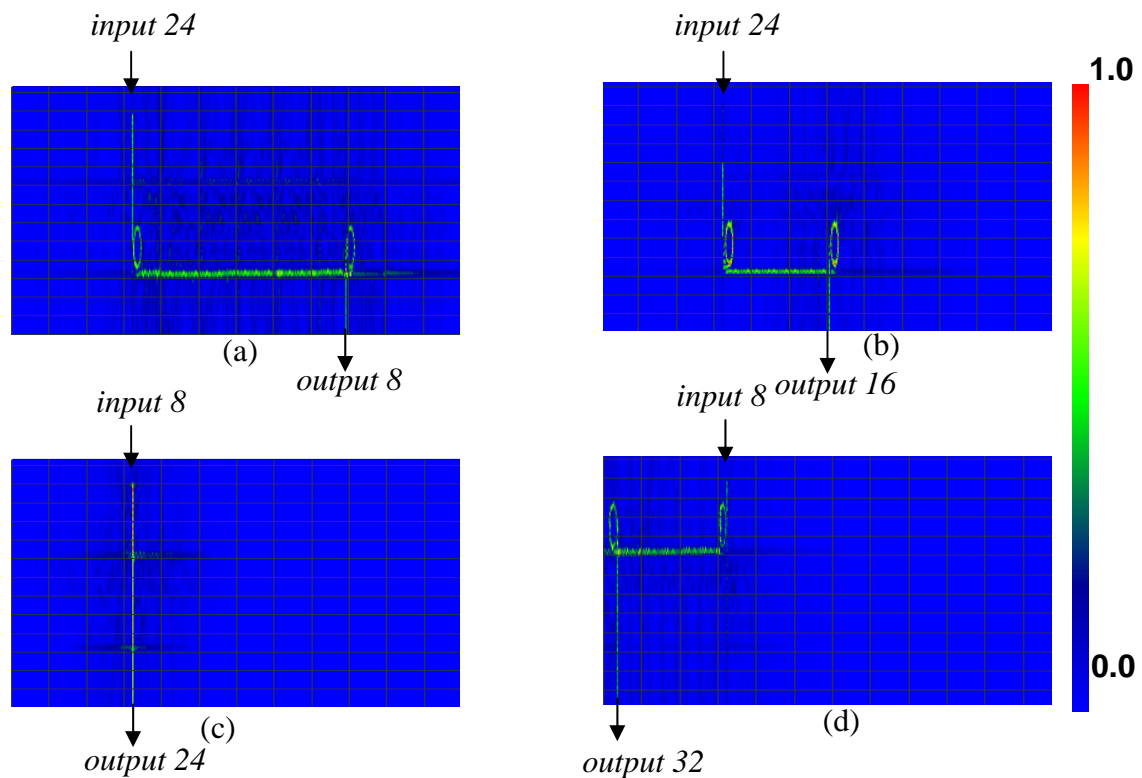 input 24
input 24
1.0
(a)
(b)
output 8
output 16
input 8
input 8
0.0
(c)
(d)
output 24
output 32